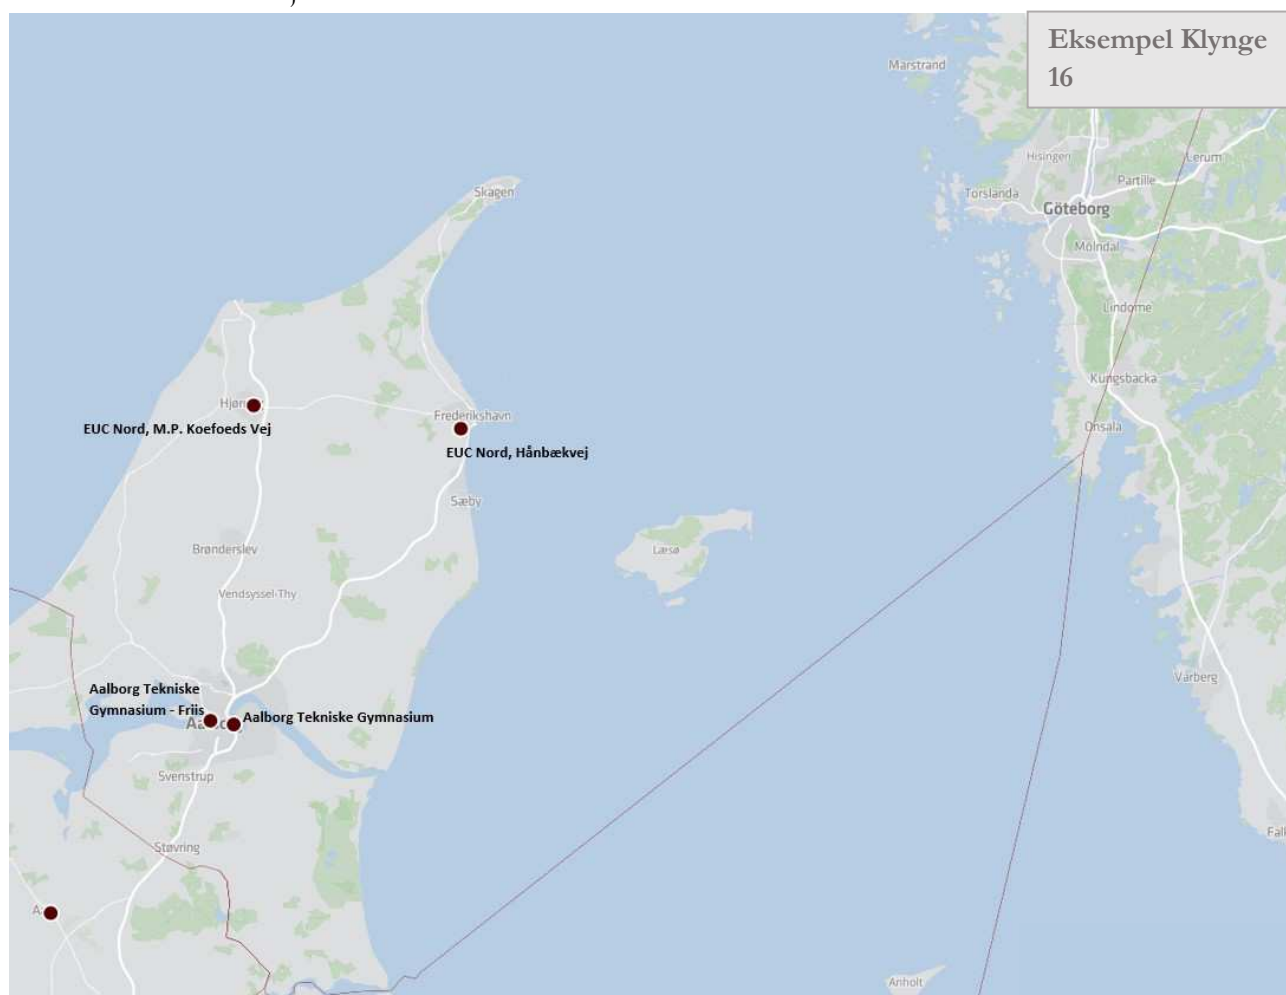 Eksempel Klynge
16
Marstrand
Hisingen
Lerum
Partille
Torslanda
Göteborg
Mölndal
Skagen
Lindome
Kungsbacka
Onsala
EUC Nord, M.P. Koefoeds Vej
Frederikshavn
EUC Nord, Hånbækvej
Sæby
Brønderslev
Læsø
Vendsyssel-Thy
Varberg
Aalborg Tekniske
Gymnasium - Friis
Aalborg Tekniske Gymnasium
Svenstrup
Støvring
Anholt